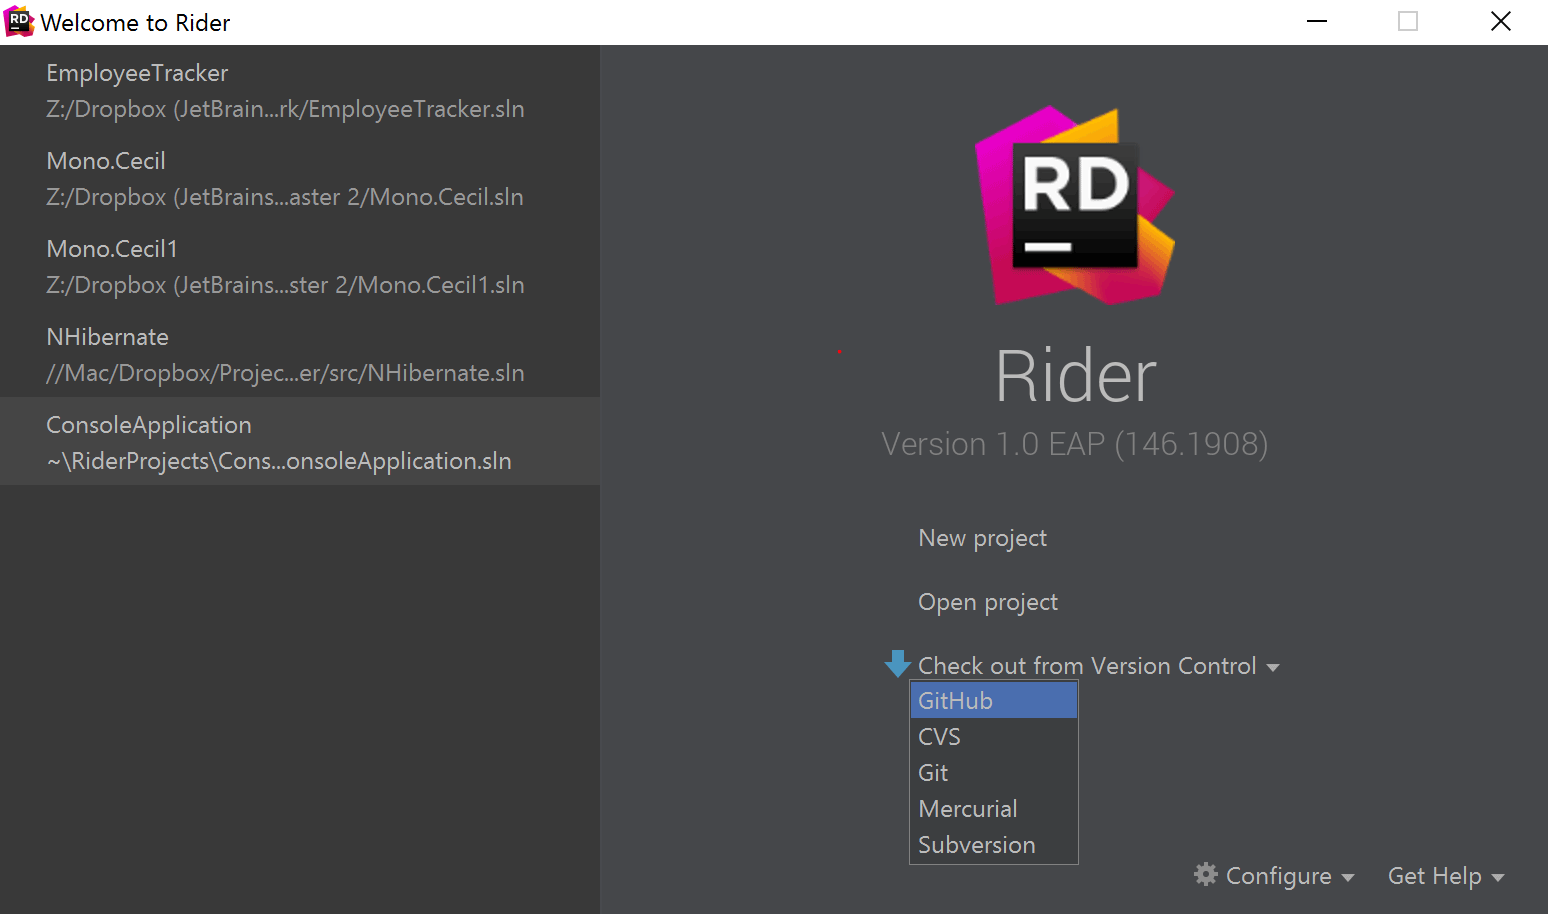 Welcome to Rider
EmployeeTracker
Z:/Dropbox (JetBrain...rk/EmployeeTracker.sln
Mono.Cecil
Z:/Dropbox (JetBrains...aster 2/Mono.Cecil.sln
Mono.Cecil1
Z:/Dropbox (JetBrains...ster 2/Mono.Cecil1.sln
NHibernate
//Mac/Dropbox/Projec...er/src/NHibernate.sln
ConsoleApplication
~\RiderProjects\Cons...onsoleApplication.sln
RD
Rider
Version 1.0 EAP (146.1908)
New project
Open project
Check out from Version Control
GitHub
CVS
Git
Mercurial
Subversion
Configure
Get Help